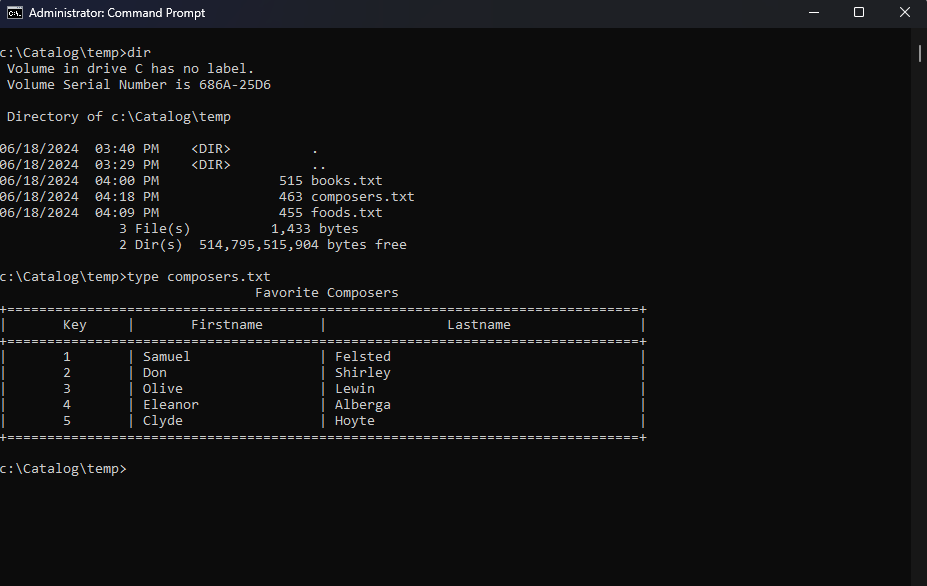 Administrator: Command Prompt
c:\Catalog\temp>dir
 Volume in drive C has no label.
 Volume Serial Number is 686A-25D6
 Directory of c:\Catalog\temp
06/18/2024  03:40 PM    <DIR>          .
06/18/2024  03:29 PM    <DIR>          ..
06/18/2024  04:00 PM               515 books.txt
06/18/2024  04:18 PM               463 composers.txt
06/18/2024  04:09 PM               455 foods.txt
               3 File(s)          1,433 bytes
               2 Dir(s)  514,795,515,904 bytes free
c:\Catalog\temp>type composers.txt
                                Favorite Composers
+===============================================================================+
|       Key     |       Firstname       |               Lastname                |
+===============================================================================+
|       1       | Samuel                | Felsted                               |
|       2       | Don                   | Shirley                               |
|       3       | Olive                 | Lewin                                 |
|       4       | Eleanor               | Alberga                               |
|       5       | Clyde                 | Hoyte                                 |
+===============================================================================+
c:\Catalog\temp>